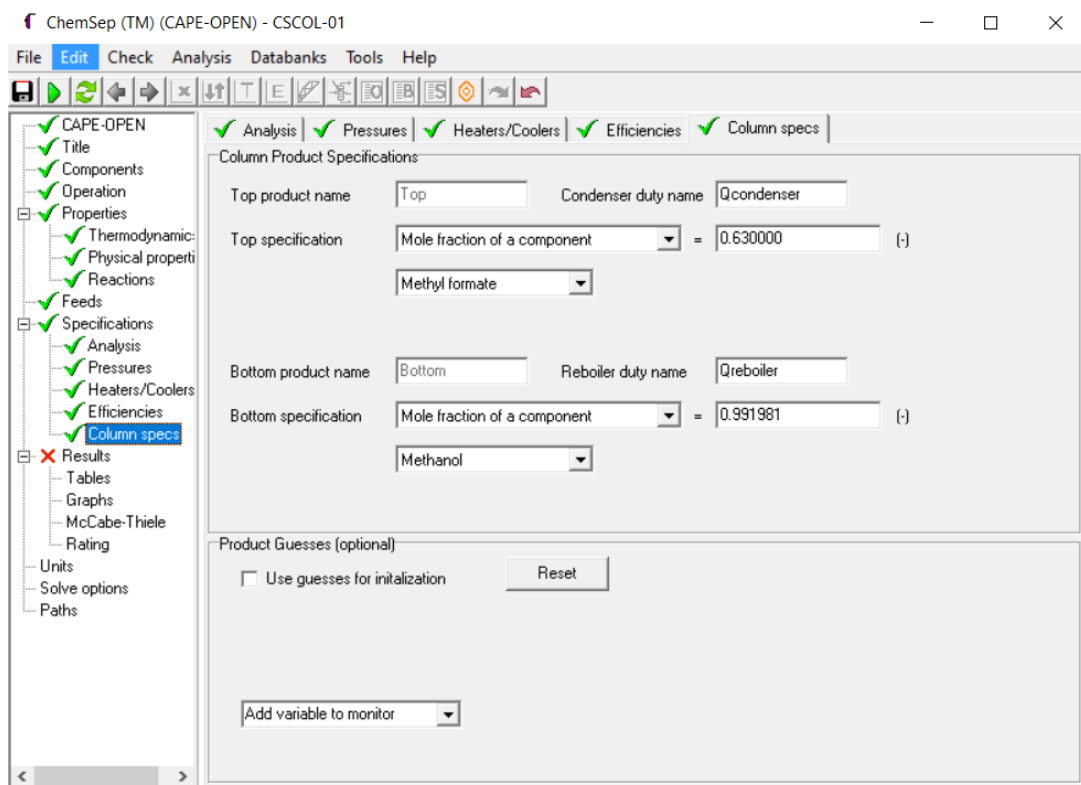 ChemSep (TM) (CAPE-OPEN) - CSCOL-01
File Edit Check Analysis Databanks Tools Help
CAPE-OPEN
Title
Components
Operation
Properties
Thermodynamic:
Physical properti
Reactions
Feeds
Specifications
Analysis
Pressures
Heaters/Coolers
Efficiencies
Column specs
Results
Tables
Graphs
McCabe-Thiele
Rating
Units
Solve options
Paths
Analysis Pressures Heaters/Coolers Efficiencies Column specs
Column Product Specifications
Top product name Top Condenser duty name Qcondenser
Top specification Mole fraction of a component = 0.630000 (-)
Methyl formate
Bottom product name Bottom Reboiler duty name Qreboiler
Bottom specification Mole fraction of a component = 0.991981 (-)
Methanol
Product Guesses (optional)
Use guesses for initalization Reset
Add variable to monitor